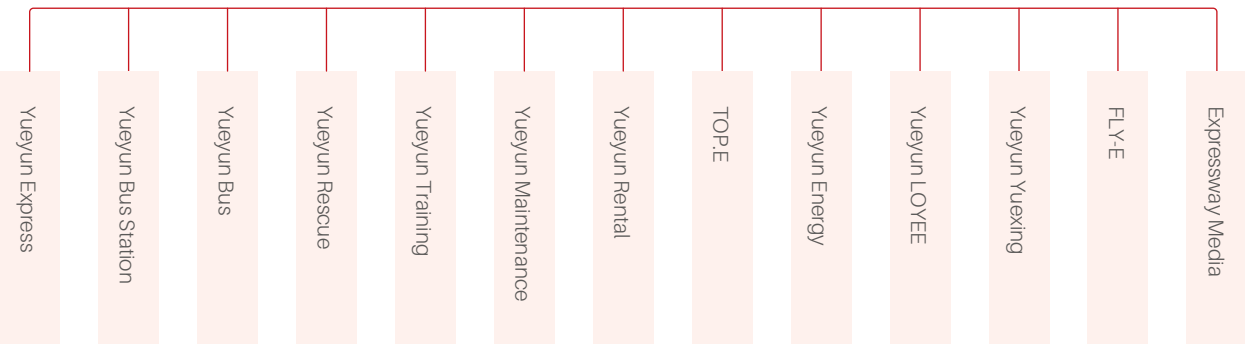 Yueyun Express
Yueyun Bus Station
Yueyun Bus
Yueyun Rescue
Yueyun Training
Yueyun Maintenance
Yueyun Rental
TOP.E
Yueyun Energy
Yueyun LOYEE
Yueyun Yuexing
FLY-E
Expressway Media